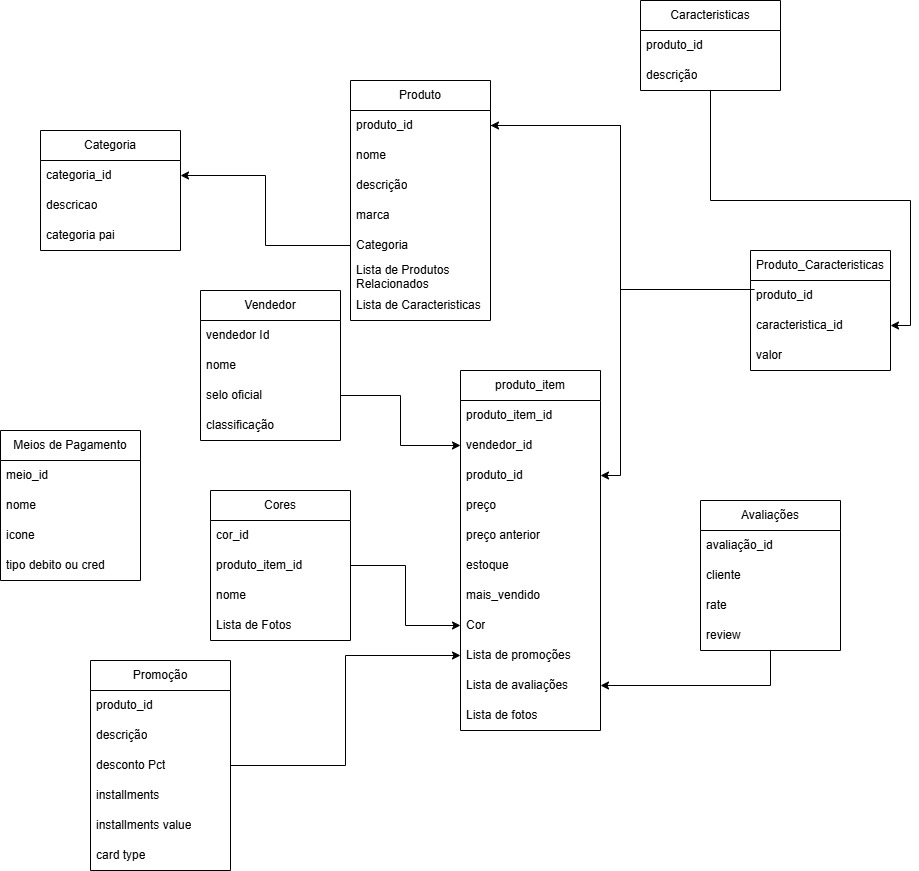 Caracteristicas
produto_id
descrição
Produto
produto_id
nome
descrição
marca
Categoria
Lista de Produtos
Relacionados
Lista de Caracteristicas
Categoria
categoria_id
descricao
categoria pai
Produto_Caracteristicas
produto_id
caracteristica_id
valor
Vendedor
vendedor Id
nome
selo oficial
classificação
produto_item
produto_item_id
vendedor_id
produto_id
preço
preço anterior
estoque
mais_vendido
Cor
Lista de promoções
Lista de avaliações
Lista de fotos
Meios de Pagamento
meio_id
nome
icone
tipo debito ou cred
Cores
cor_id
produto_item_id
nome
Lista de Fotos
Avaliações
avaliação_id
cliente
rate
review
Promoção
produto_id
descrição
desconto Pct
installments
installments value
card type